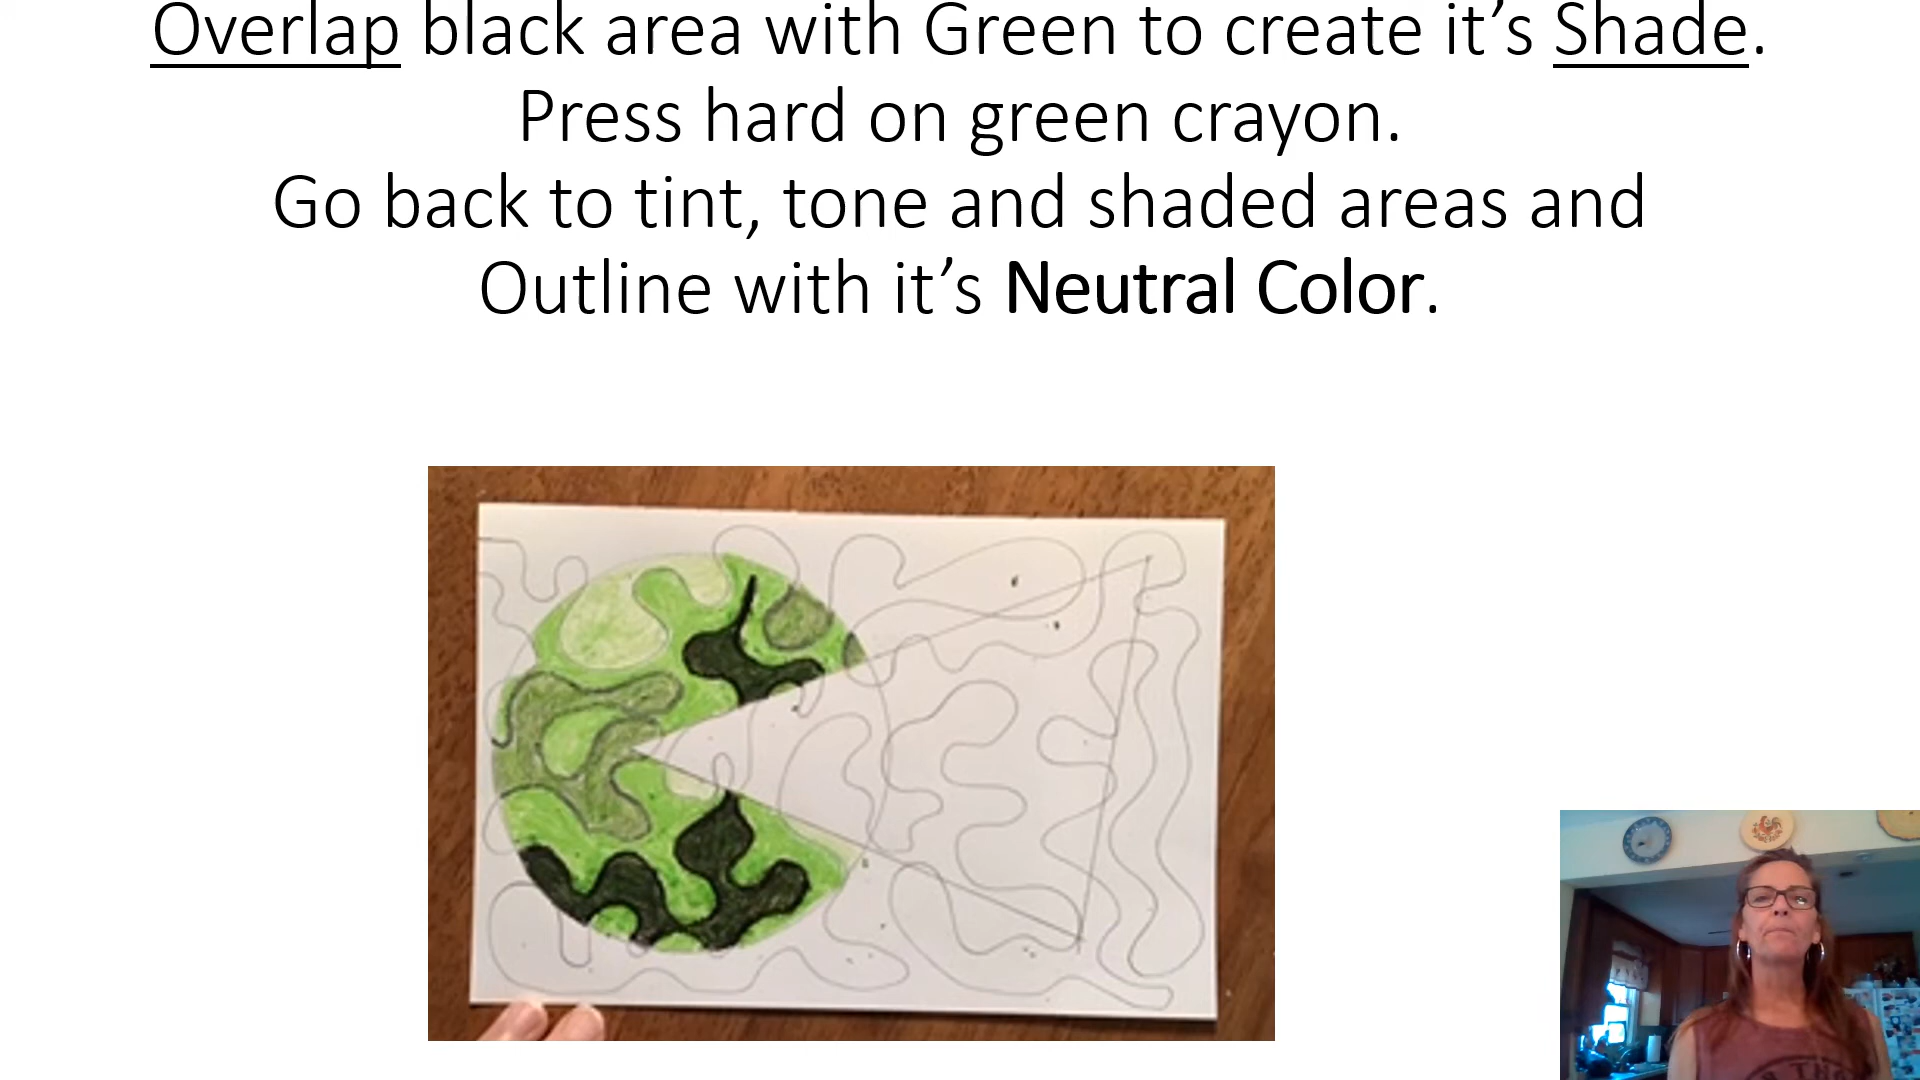 Overlap black area with Green to create it’s Shade.
Press hard on green crayon.
Go back to tint, tone and shaded areas and
Outline with it’s Neutral Color.